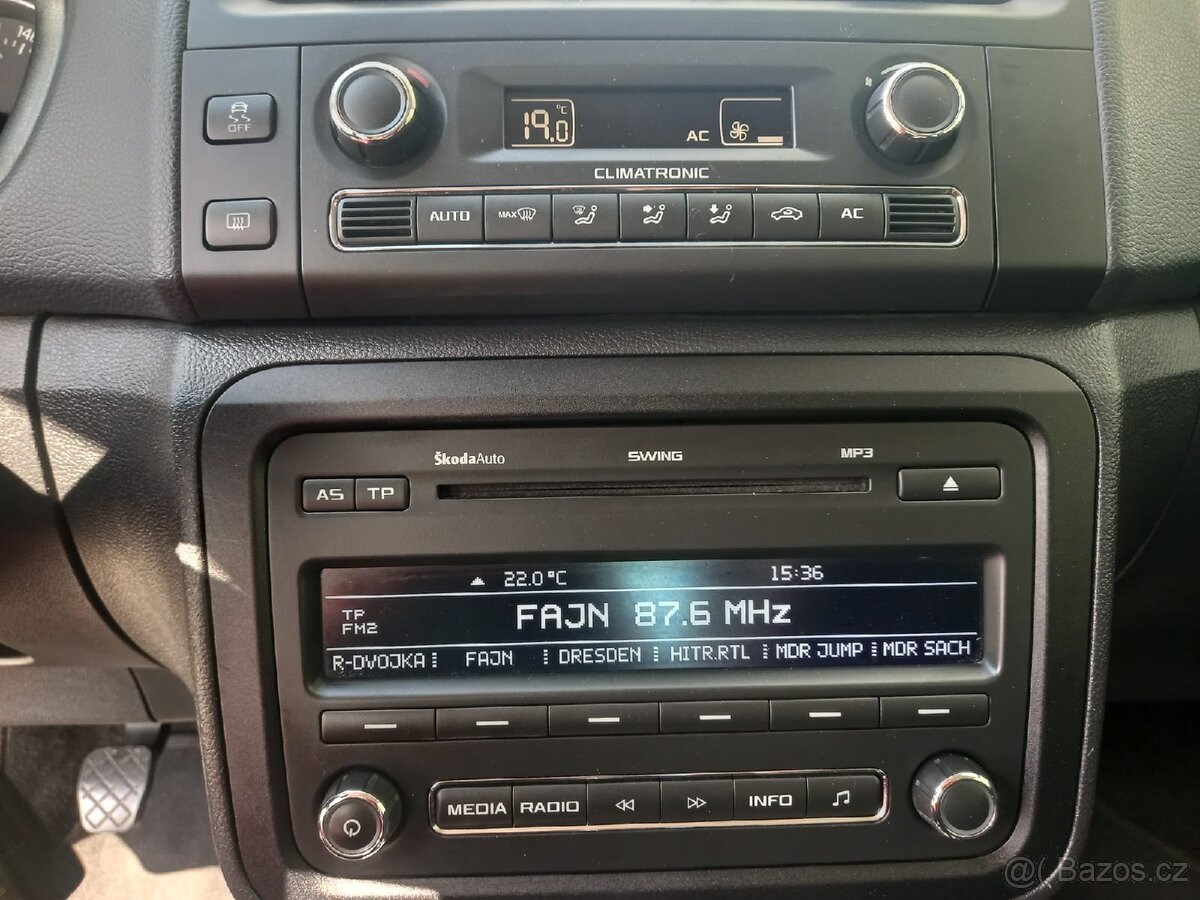 140
OFF
19.0 °C
AC
CLIMATRONIC
AUTO MAX AC
ŠkodaAuto SWING MP3
AS TP
22.0°C 15:36
TP
FM2
FAJN 87.6 MHz
R-DVOJKA FAJN DRESDEN HITR.RTL MDR JUMP MDR SACH
MEDIA RADIO INFO
@( Bazos.cz